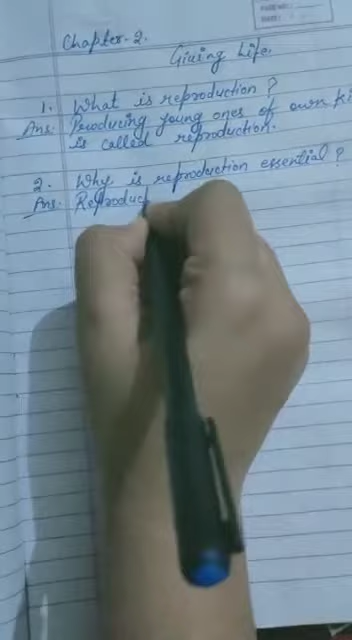 Chapter-2.
Giving Life.
1. What is reproduction ?
Ans: Producing young ones of own ki
is called reproduction.
2. Why is reproduction essential ?
Ans: Reproduc